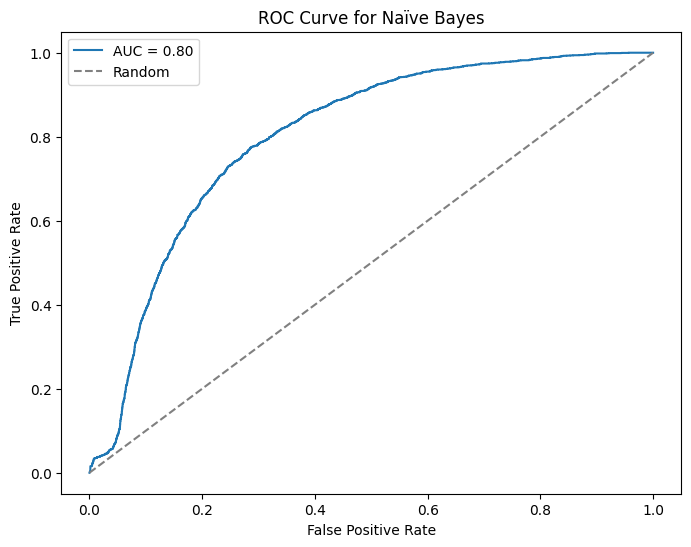 ROC Curve for Naïve Bayes
AUC = 0.80
Random
True Positive Rate
1.0
0.8
0.6
0.4
0.2
0.0
0.0 0.2 0.4 0.6 0.8 1.0
False Positive Rate